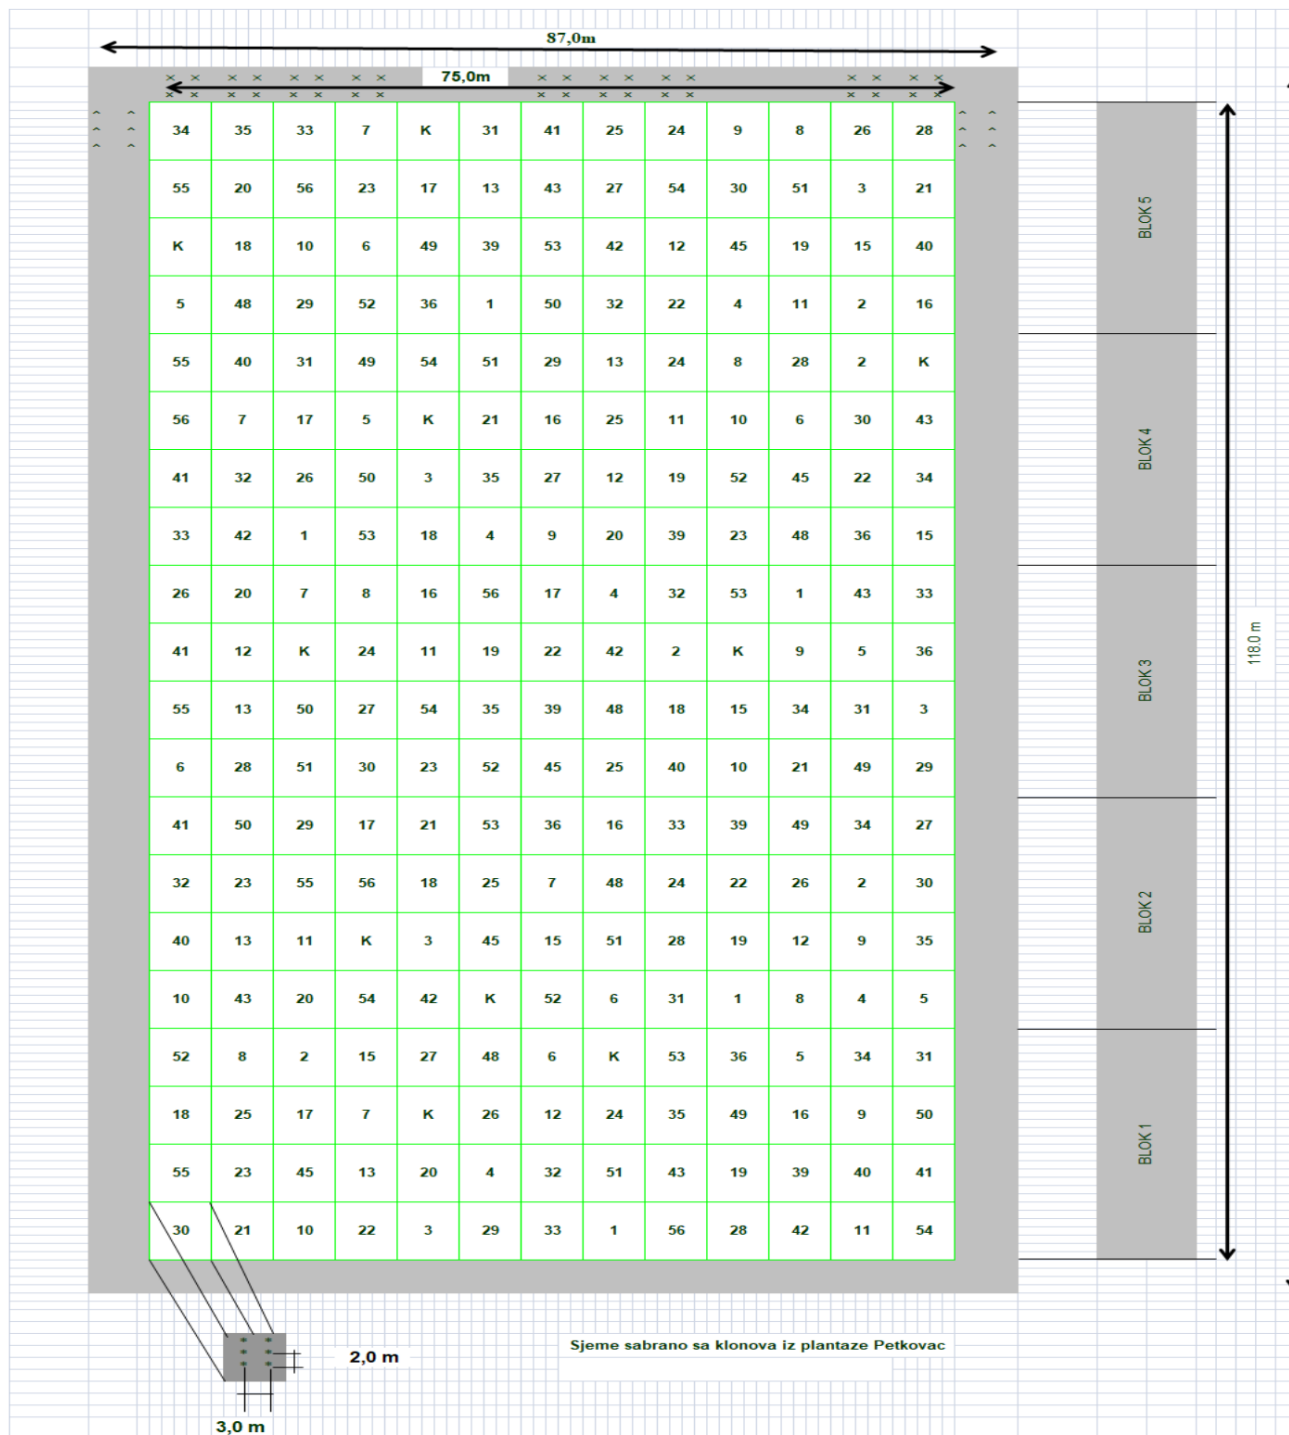 87,0m
75,0m
34 35 33 7 K 31 41 25 24 9 8 26 28
55 20 56 23 17 13 43 27 54 30 51 3 21
K 18 10 6 49 39 53 42 12 45 19 15 40
5 48 29 52 36 1 50 32 22 4 11 2 16
BLOK 5
55 40 31 49 54 51 29 13 24 8 28 2 K
56 7 17 5 K 21 16 25 11 10 6 30 43
41 32 26 50 3 35 27 12 19 52 45 22 34
33 42 1 53 18 4 9 20 39 23 48 36 15
BLOK 4
26 20 7 8 16 56 17 4 32 53 1 43 33
41 12 K 24 11 19 22 42 2 K 9 5 36
55 13 50 27 54 35 39 48 18 15 34 31 3
6 28 51 30 23 52 45 25 40 10 21 49 29
BLOK 3
118.0 m
41 50 29 17 21 53 36 16 33 39 49 34 27
32 23 55 56 18 25 7 48 24 22 26 2 30
40 13 11 K 3 45 15 51 28 19 12 9 35
10 43 20 54 42 K 52 6 31 1 8 4 5
BLOK 2
52 8 2 15 27 48 6 K 53 36 5 34 31
18 25 17 7 K 26 12 24 35 49 16 9 50
55 23 45 13 20 4 32 51 43 19 39 40 41
30 21 10 22 3 29 33 1 56 28 42 11 54
BLOK 1
Sjeme sabrano sa klonova iz plantaze Petkovac
2,0 m
3,0 m